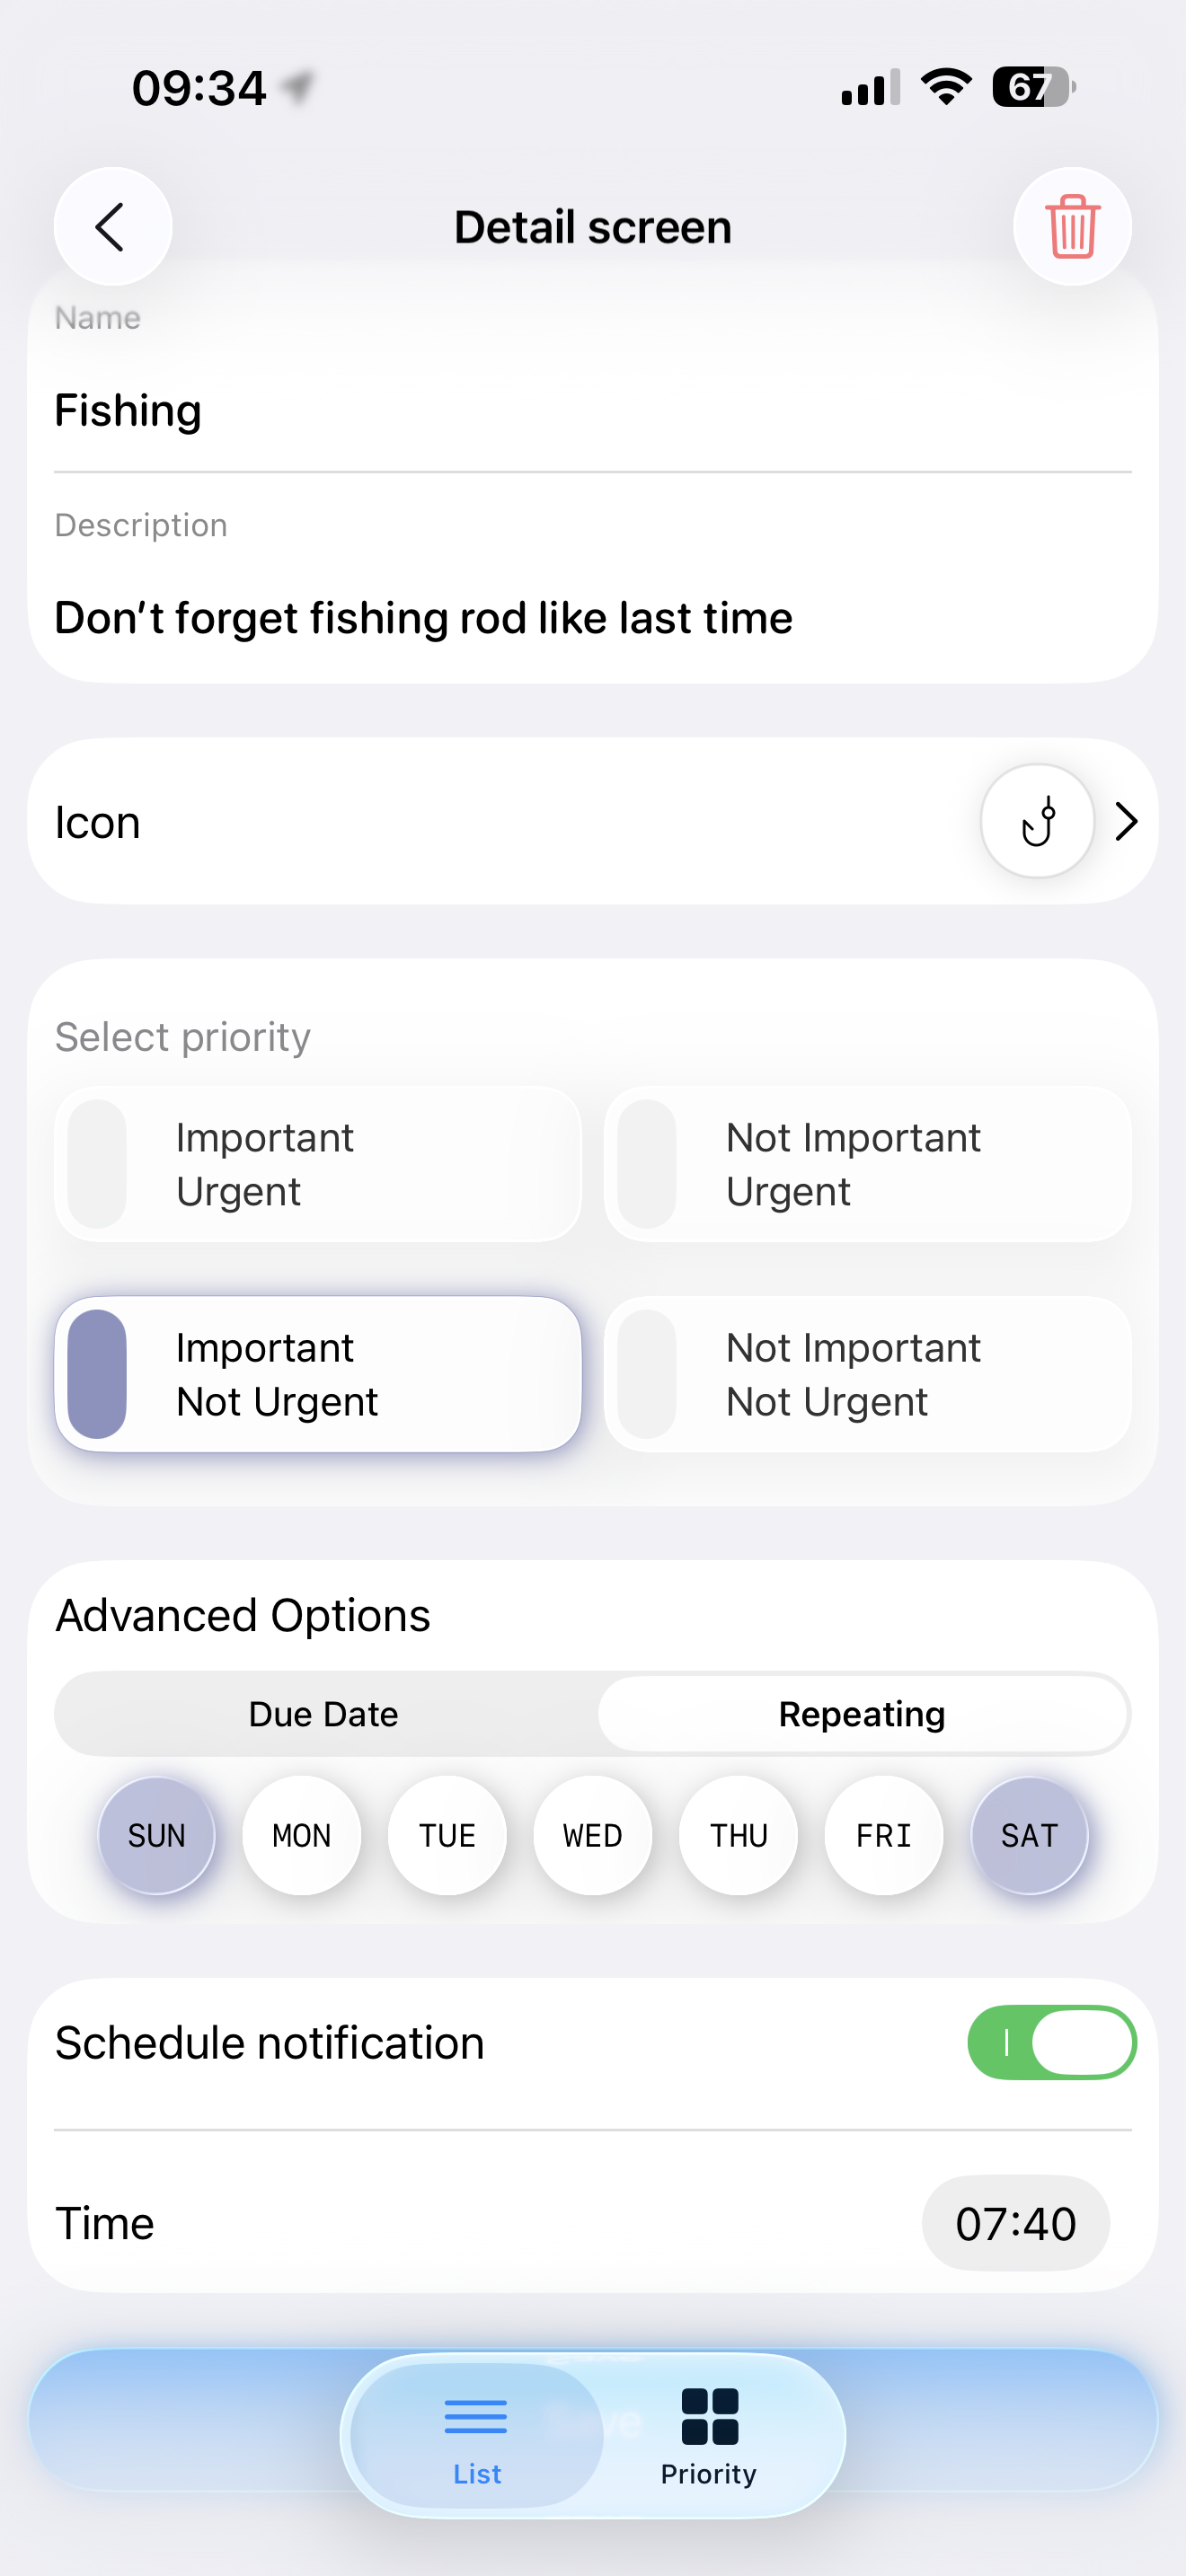 09:34
67
Detail screen
Name
Fishing
Description
Don't forget fishing rod like last time
Icon
Select priority
Important
Urgent
Not Important
Urgent
Important
Not Urgent
Not Important
Not Urgent
Advanced Options
Due Date
Repeating
SUN MON TUE WED THU FRI SAT
Schedule notification
Time
07:40
List
Priority